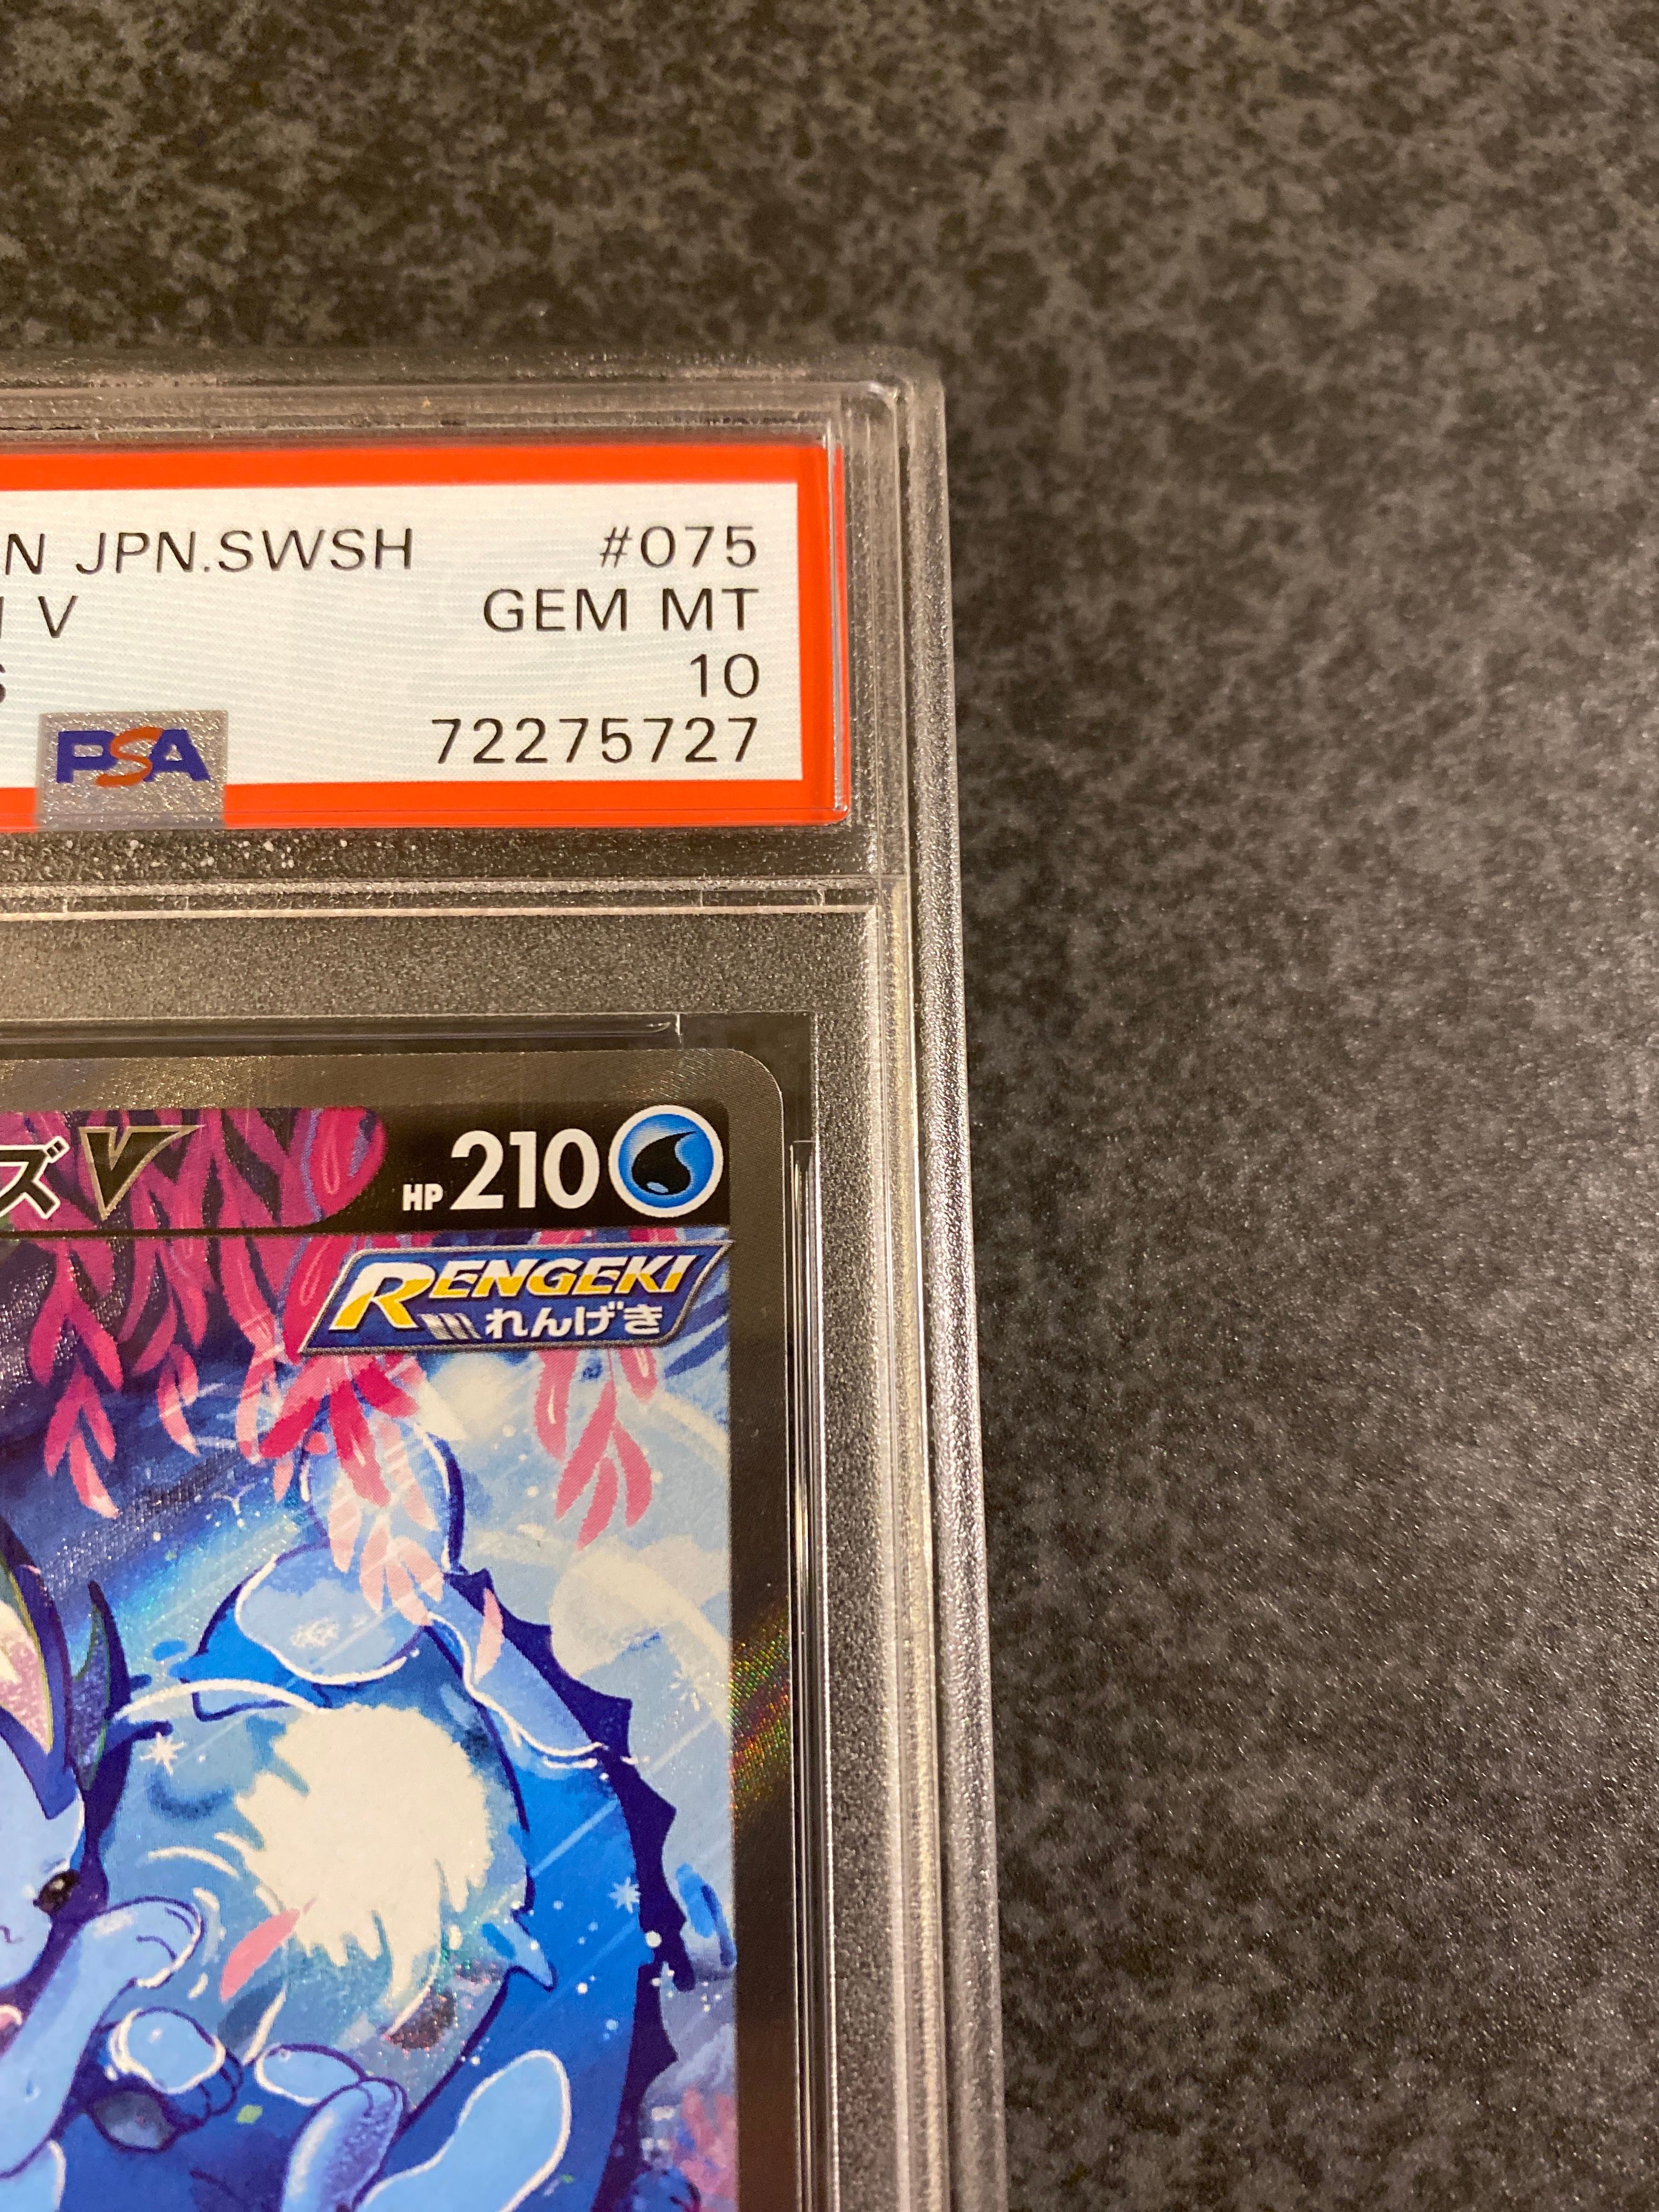 N JPN.SWSH #075
V GEM MT
S 10
PSA 72275727
ズV HP 210
RENGEKI
れんげき